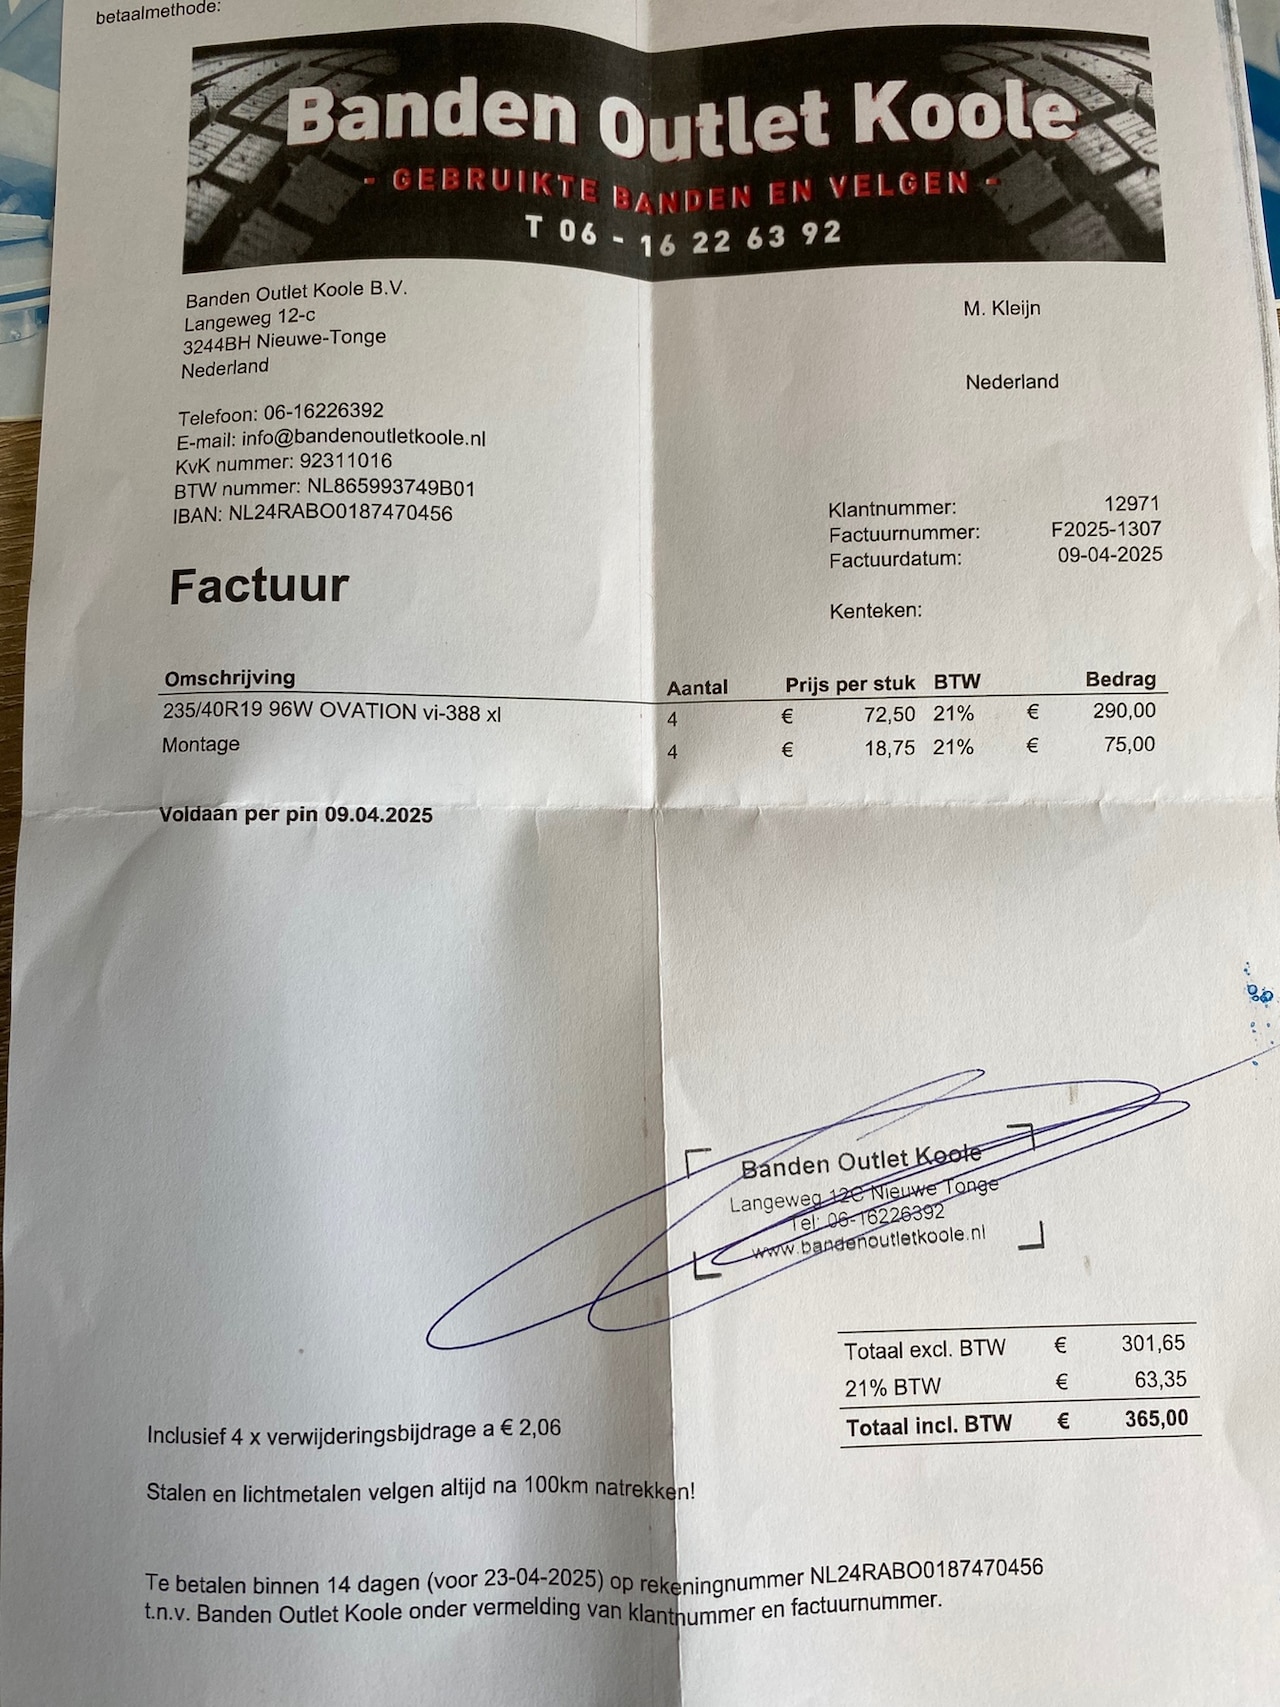 betaalmethode:
Banden Outlet Koole
- GEBRUIKTE BANDEN EN VELGEN -
T 06 - 16 22 63 92
Banden Outlet Koole B.V.
Langeweg 12-c
3244BH Nieuwe-Tonge
Nederland
M. Kleijn
Nederland
Telefoon: 06-16226392
E-mail: info@bandenoutletkoole.nl
KvK nummer: 92311016
BTW nummer: NL865993749B01
IBAN: NL24RABO0187470456
Klantnummer: 12971
Factuurnummer: F2025-1307
Factuurdatum: 09-04-2025
Kenteken:
Factuur
Omschrijving Aantal Prijs per stuk BTW Bedrag
235/40R19 96W OVATION vi-388 xl 4 € 72,50 21% € 290,00
Montage 4 € 18,75 21% € 75,00
Voldaan per pin 09.04.2025
Banden Outlet Koole
Langeweg 12C Nieuwe Tonge
Tel: 06-16226392
www.bandenoutletkoole.nl
Totaal excl. BTW € 301,65
21% BTW € 63,35
Totaal incl. BTW € 365,00
Inclusief 4 x verwijderingsbijdrage a € 2,06
Stalen en lichtmetalen velgen altijd na 100km natrekken!
Te betalen binnen 14 dagen (voor 23-04-2025) op rekeningnummer NL24RABO0187470456
t.n.v. Banden Outlet Koole onder vermelding van klantnummer en factuurnummer.